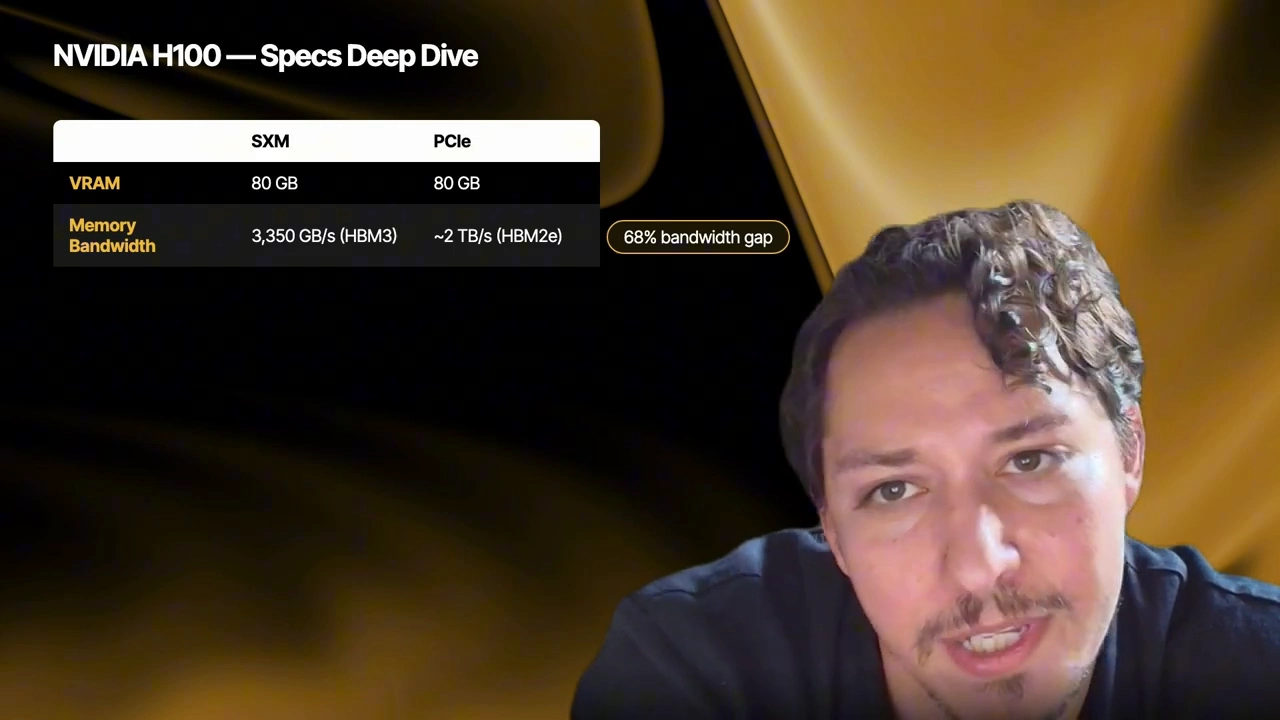 NVIDIA H100 — Specs Deep Dive
SXM PCIe
VRAM 80 GB 80 GB
Memory
Bandwidth 3,350 GB/s (HBM3) ~2 TB/s (HBM2e) 68% bandwidth gap